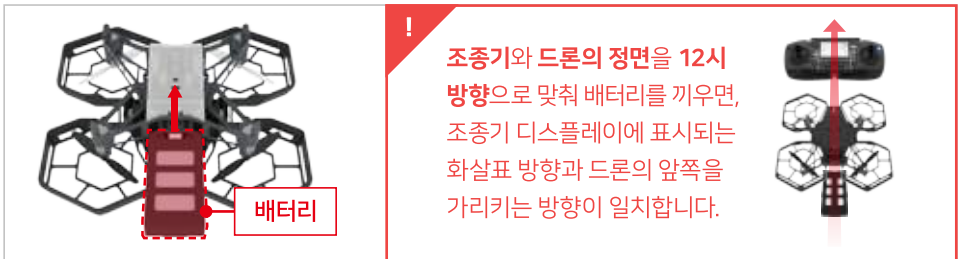 배터리
!
조종기와 드론의 정면을 12시
방향으로 맞춰 배터리를 끼우면,
조종기 디스플레이에 표시되는
화살표 방향과 드론의 앞쪽을
가리키는 방향이 일치합니다.